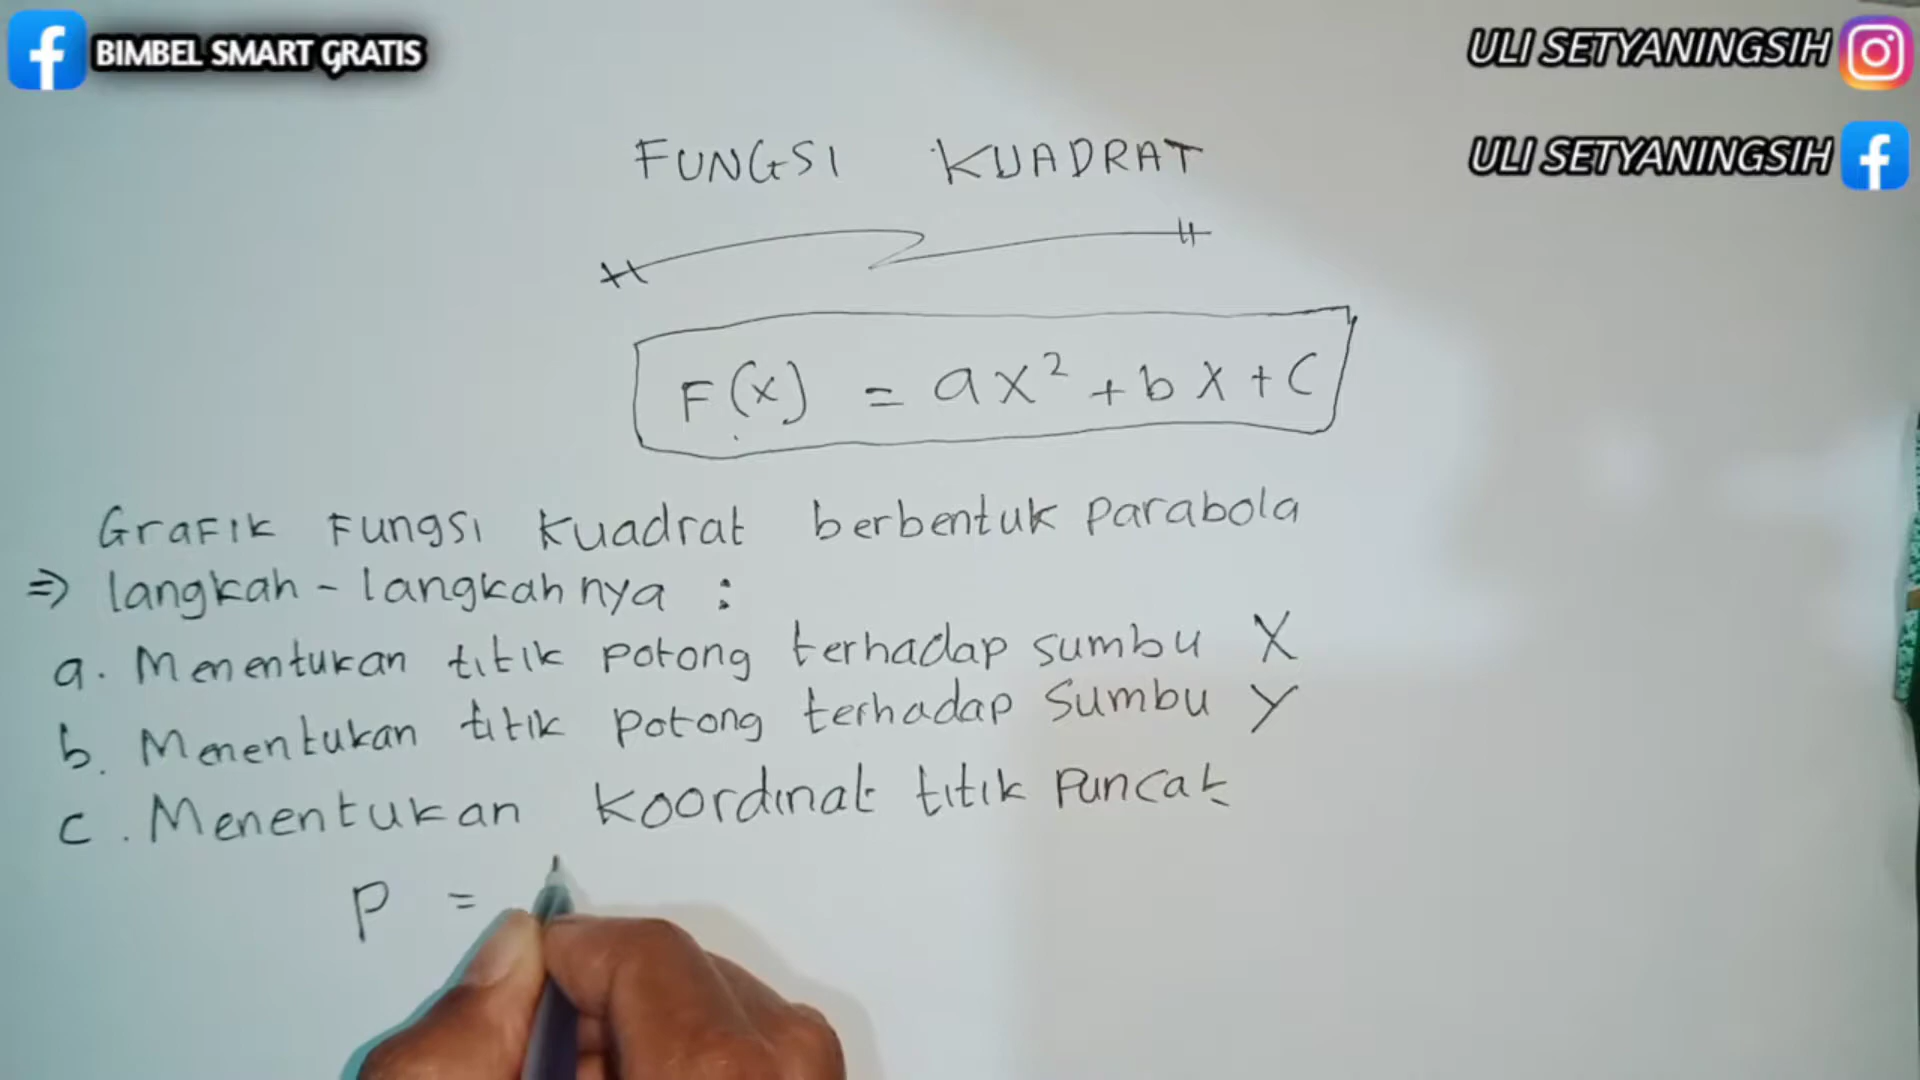 BIMBEL SMART GRATIS
ULI SETYANINGSIH
ULI SETYANINGSIH
FUNGSI KUADRAT
F(x) = ax² + bx + c
Grafik Fungsi Kuadrat berbentuk parabola
⇒ langkah - langkahnya :
a. Menentukan titik potong terhadap sumbu X
b. Menentukan titik potong terhadap Sumbu Y
c. Menentukan koordinat titik Puncak
P =